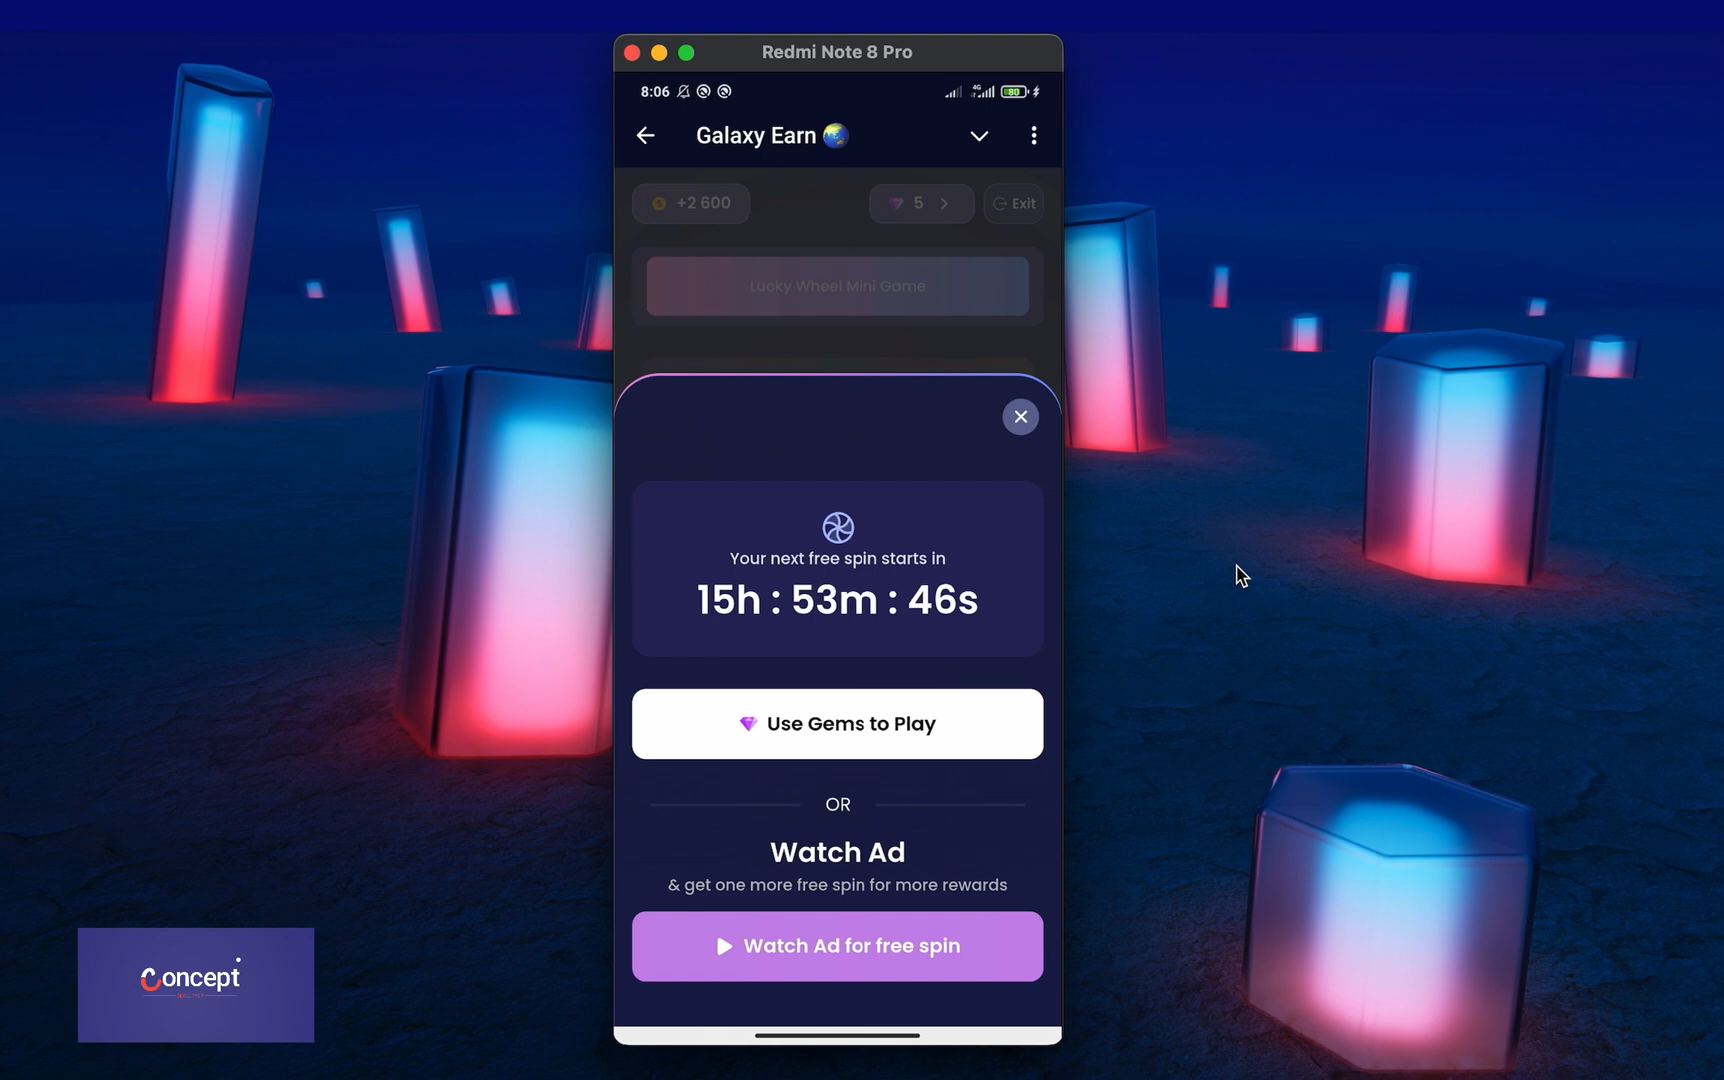 Redmi Note 8 Pro
8:06
4G
80
Galaxy Earn
+2 600
5
Exit
Lucky Wheel Mini Game
Your next free spin starts in
15h : 53m : 46s
Use Gems to Play
OR
Watch Ad
& get one more free spin for more rewards
Watch Ad for free spin
Concept